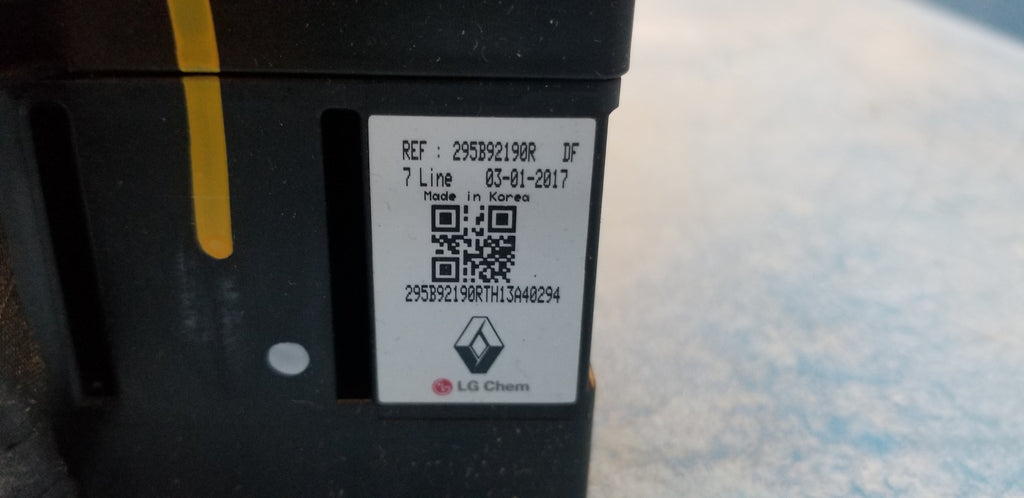 REF : 295B92190R DF
7 Line 03-01-2017
Made in Korea
295B92190RTH13A40294
LG Chem